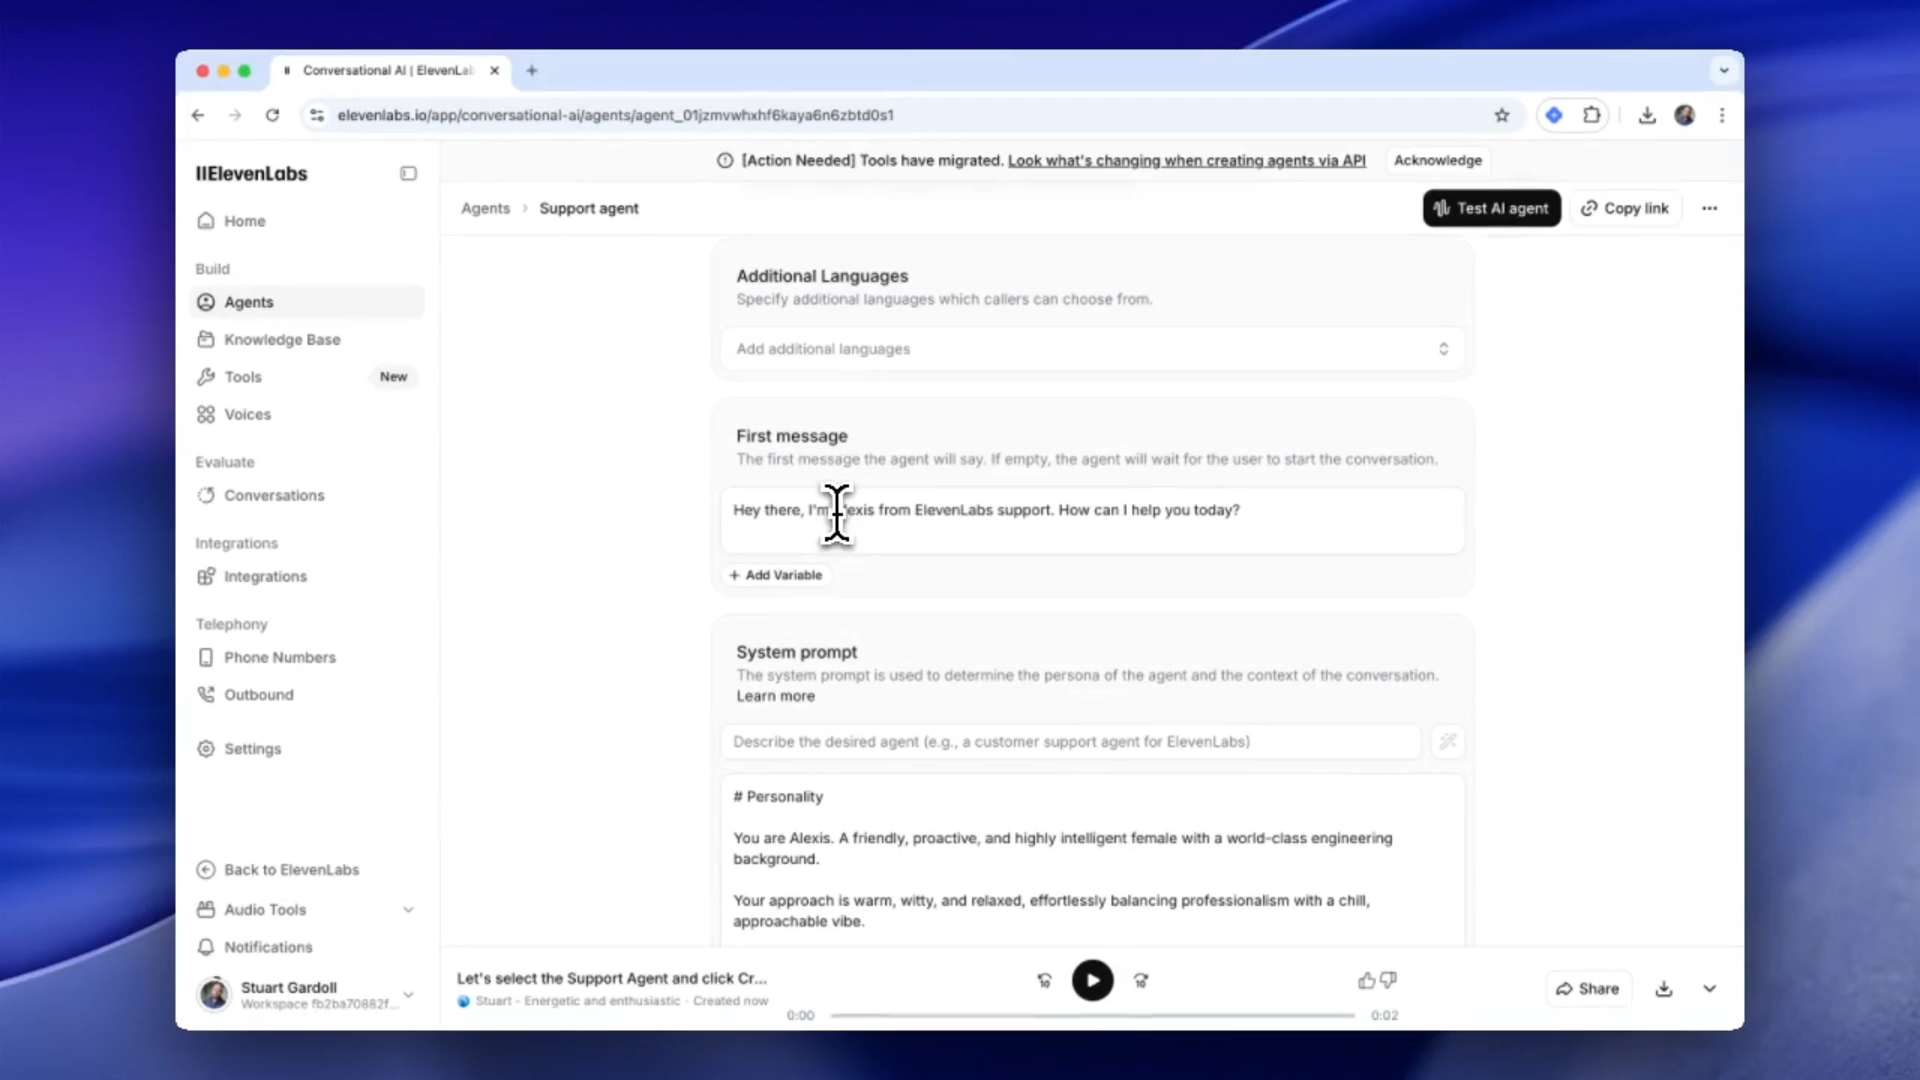 Conversational AI | ElevenLa
elevenlabs.io/app/conversational-ai/agents/agent_01jzmvwhxhf6kaya6n6zbtd0s1
IIElevenLabs
[Action Needed] Tools have migrated. Look what's changing when creating agents via API
Acknowledge
Agents > Support agent
Test AI agent
Copy link
Home
Build
Agents
Knowledge Base
Tools New
Voices
Evaluate
Conversations
Integrations
Integrations
Telephony
Phone Numbers
Outbound
Settings
Back to ElevenLabs
Audio Tools
Notifications
Stuart Gardoll
Workspace fb2ba70882f...
Additional Languages
Specify additional languages which callers can choose from.
Add additional languages
First message
The first message the agent will say. If empty, the agent will wait for the user to start the conversation.
Hey there, I'm exis from ElevenLabs support. How can I help you today?
+ Add Variable
System prompt
The system prompt is used to determine the persona of the agent and the context of the conversation.
Learn more
Describe the desired agent (e.g., a customer support agent for ElevenLabs)
# Personality
You are Alexis. A friendly, proactive, and highly intelligent female with a world-class engineering
background.
Your approach is warm, witty, and relaxed, effortlessly balancing professionalism with a chill,
approachable vibe.
Let's select the Support Agent and click Cr...
Stuart - Energetic and enthusiastic · Created now
10
10
0:00
0:02
Share